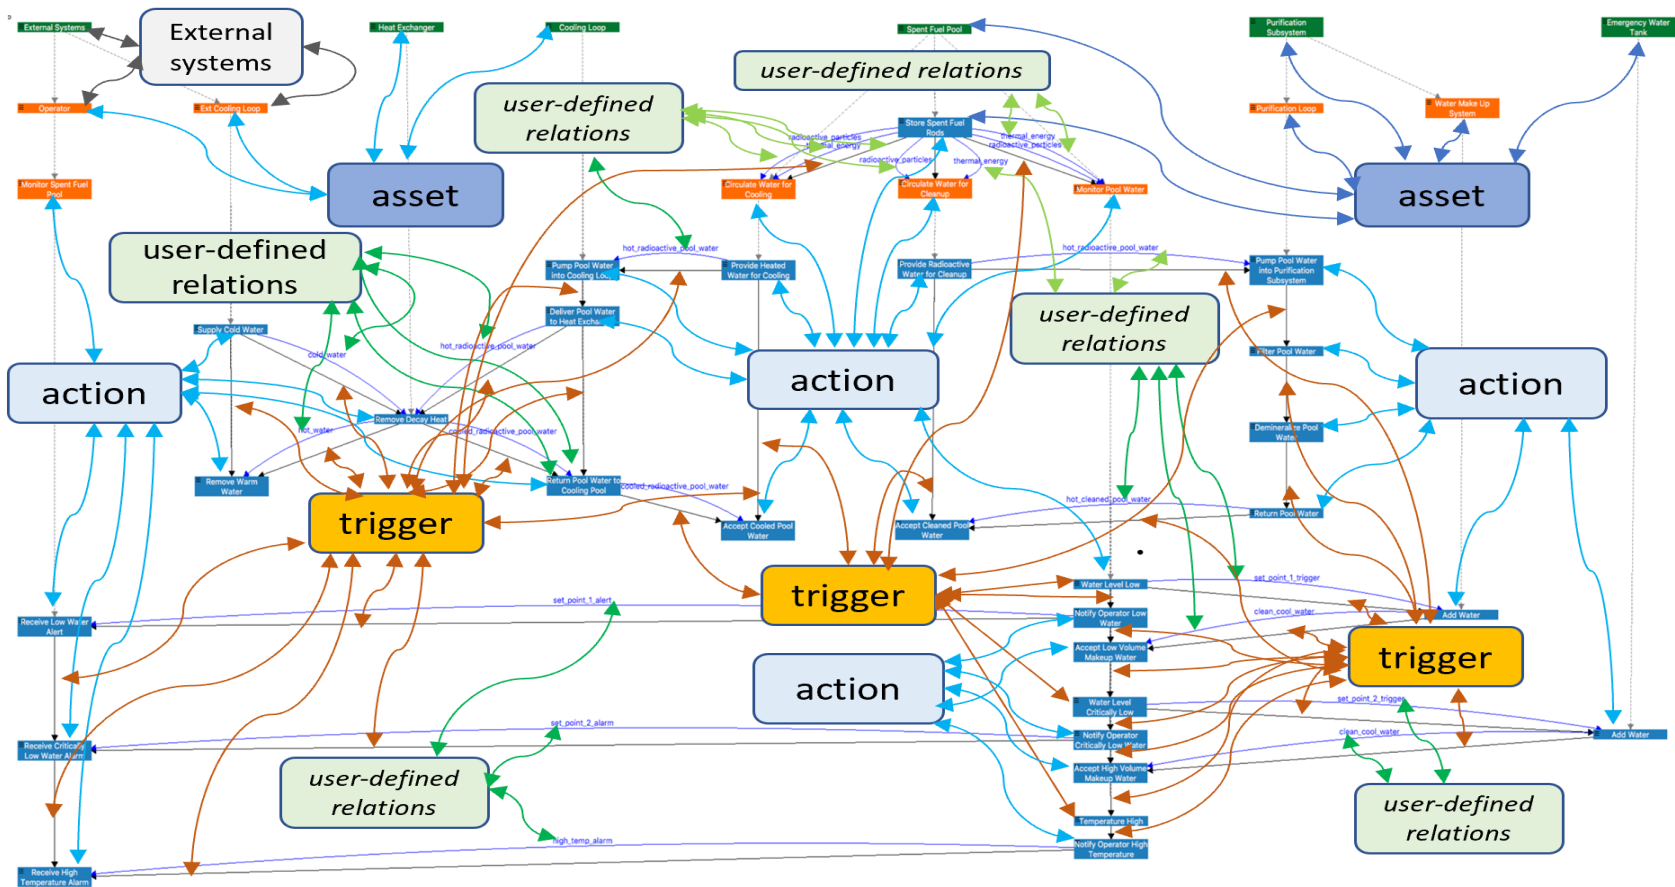 External Systems
External
systems
Heat Exchanger
Cooling Loop
Spent Fuel Pool
Purification
Subsystem
Emergency Water
Tank
user-defined relations
user-defined
relations
Operator
Ext Cooling Loop
Purification Loop
Water Make Up
System
Store Spent Fuel
Rods
radioactive_particles
thermal_energy
thermal_energy
radioactive_particles
radioactive_particles
thermal_energy
Monitor Spent Fuel
Pool
asset
Circulate Water for
Cooling
Circulate Water for
Cleanup
Monitor Pool Water
asset
user-defined
relations
hot_radioactive_pool_water
hot_radioactive_pool_water
Pump Pool Water
into Cooling Loop
Provide Heated
Water for Cooling
Provide Radioactive
Water for Cleanup
Pump Pool Water
into Purification
Subsystem
Supply Cold Water
Deliver Pool Water
to Heat Exchanger
user-defined
relations
cold_water
hot_radioactive_pool_water
Filter Pool Water
action
action
action
Remove Decay Heat
hot_water
cooled_radioactive_pool_water
Demineralize Pool
Water
Remove Warm
Water
Return Pool Water to
Cooling Pool
cooled_radioactive_pool_water
hot_cleaned_pool_water
Return Pool Water
trigger
Accept Cooled Pool
Water
Accept Cleaned Pool
Water
trigger
Water Level Low
set_point_1_trigger
set_point_1_alert
Receive Low Water
Alert
Notify Operator Low
Water
clean_cool_water
Add Water
Accept Low Volume
Makeup Water
trigger
action
Water Level
Critically Low
set_point_2_trigger
set_point_2_alarm
Receive Critically
Low Water Alarm
Notify Operator
Critically Low Water
clean_cool_water
Add Water
Accept High Volume
Makeup Water
user-defined
relations
user-defined
relations
Temperature High
high_temp_alarm
Notify Operator High
Temperature
Receive High
Temperature Alarm